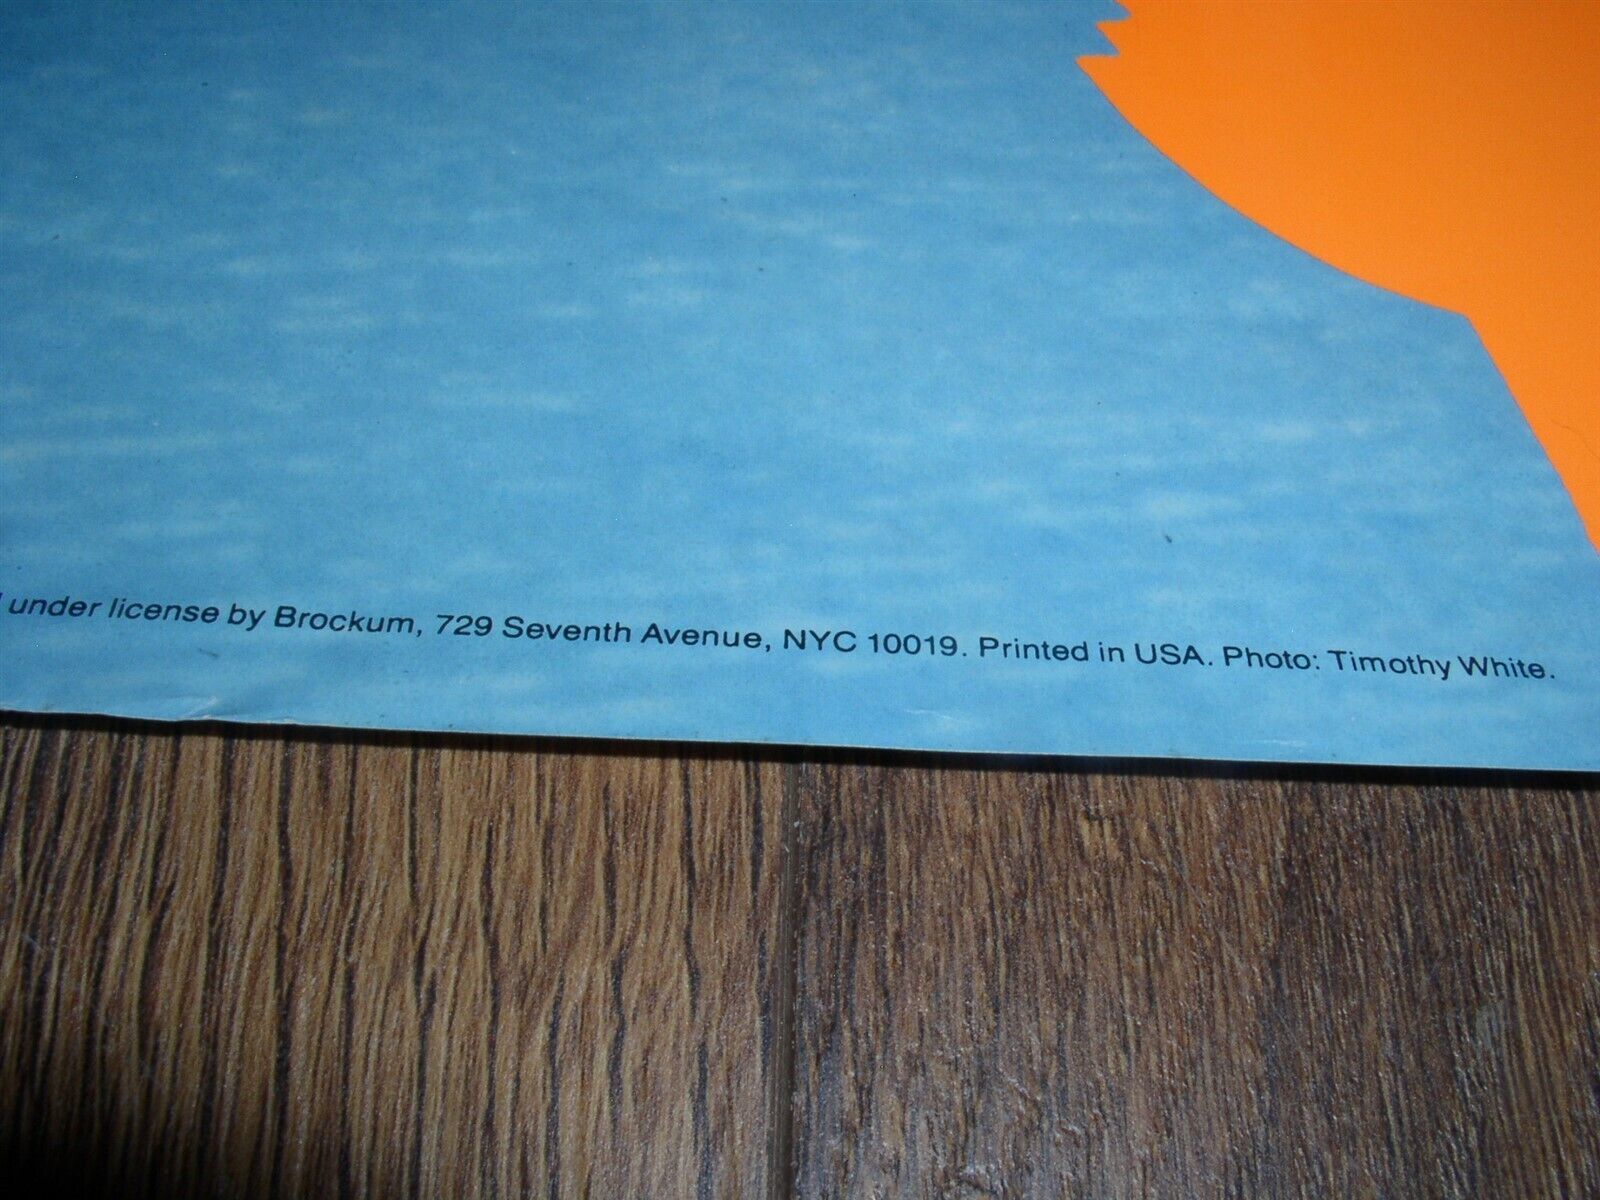 under license by Brockum, 729 Seventh Avenue, NYC 10019. Printed in USA. Photo: Timothy White.